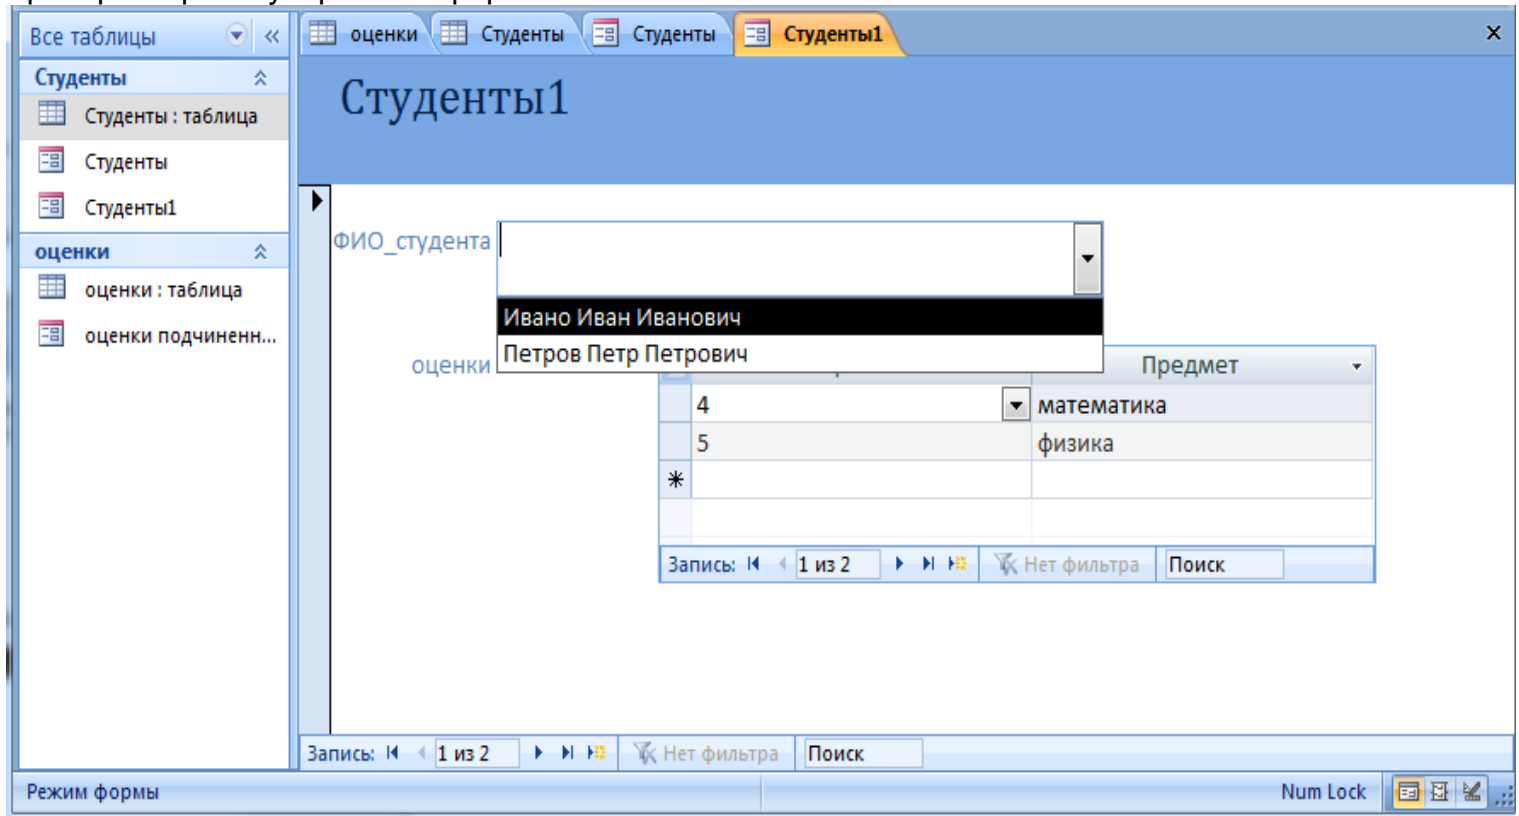 Все таблицы
оценки
Студенты
Студенты
Студенты1
Студенты
Студенты : таблица
Студенты
Студенты1
оценки
оценки : таблица
оценки подчиненн...
Студенты1
ФИО_студента
Ивано Иван Иванович
Петров Петр Петрович
оценки
Предмет
4 математика
5 физика
Запись: 1 из 2 Нет фильтра Поиск
Запись: 1 из 2 Нет фильтра Поиск
Режим формы
Num Lock